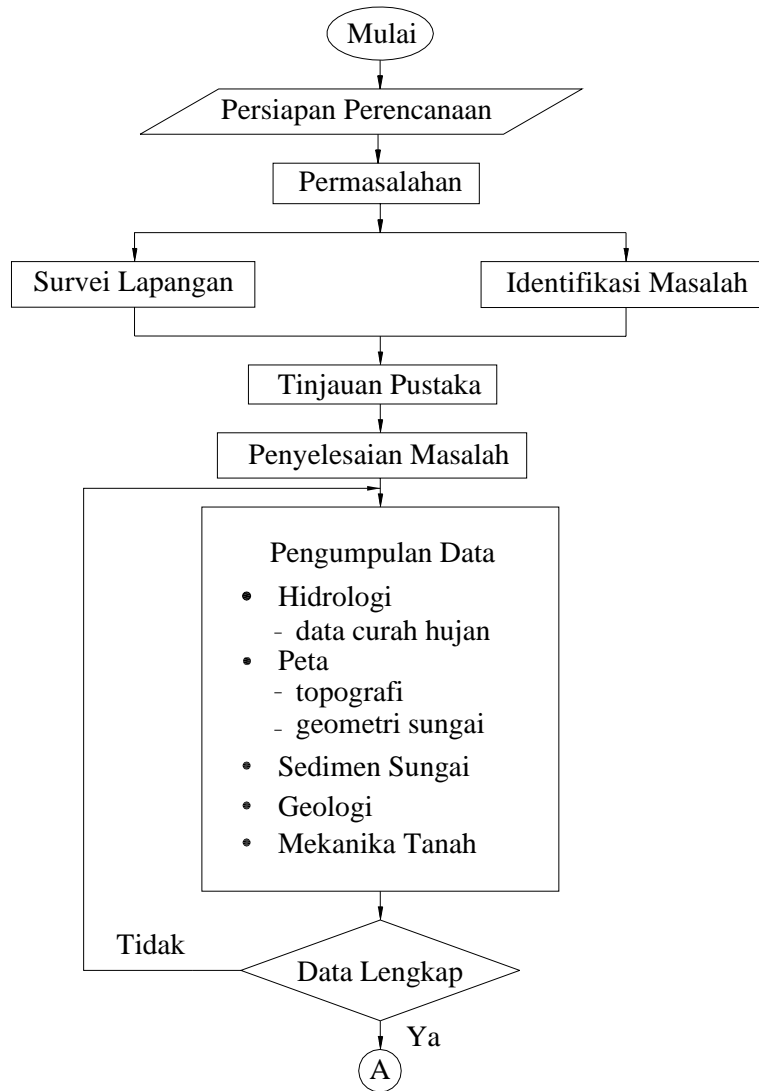 Mulai
Persiapan Perencanaan
Permasalahan
Survei Lapangan
Identifikasi Masalah
Tinjauan Pustaka
Penyelesaian Masalah
Pengumpulan Data
• Hidrologi
- data curah hujan
• Peta
- topografi
- geometri sungai
• Sedimen Sungai
• Geologi
• Mekanika Tanah
Tidak
Data Lengkap
Ya
A